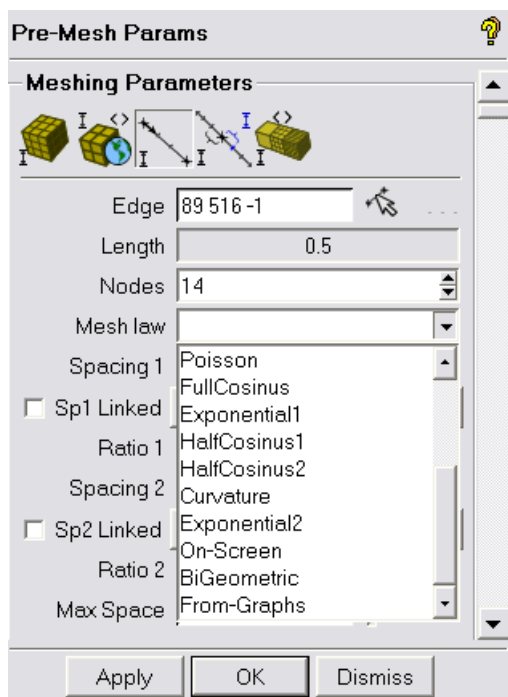 Pre-Mesh Params
Meshing Parameters
Edge 89 516 -1
Length 0.5
Nodes 14
Mesh law
Spacing 1
Sp1 Linked
Ratio 1
Spacing 2
Sp2 Linked
Ratio 2
Max Space
Poisson
FullCosinus
Exponential1
HalfCosinus1
HalfCosinus2
Curvature
Exponential2
On-Screen
BiGeometric
From-Graphs
Apply OK Dismiss